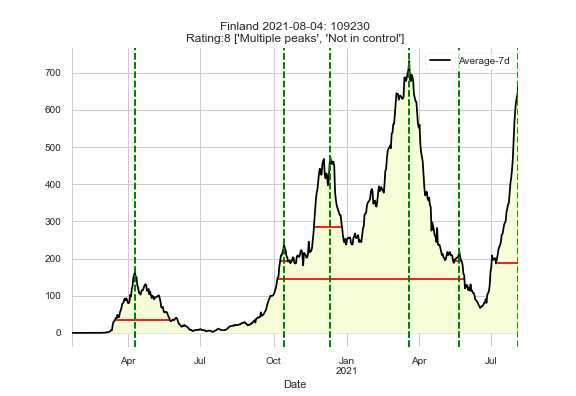 Finland 2021-08-04: 109230
Rating:8 ['Multiple peaks', 'Not in control']
Average-7d
700
600
500
400
300
200
100
0
Apr
Jul
Oct
Jan
2021
Apr
Jul
Date